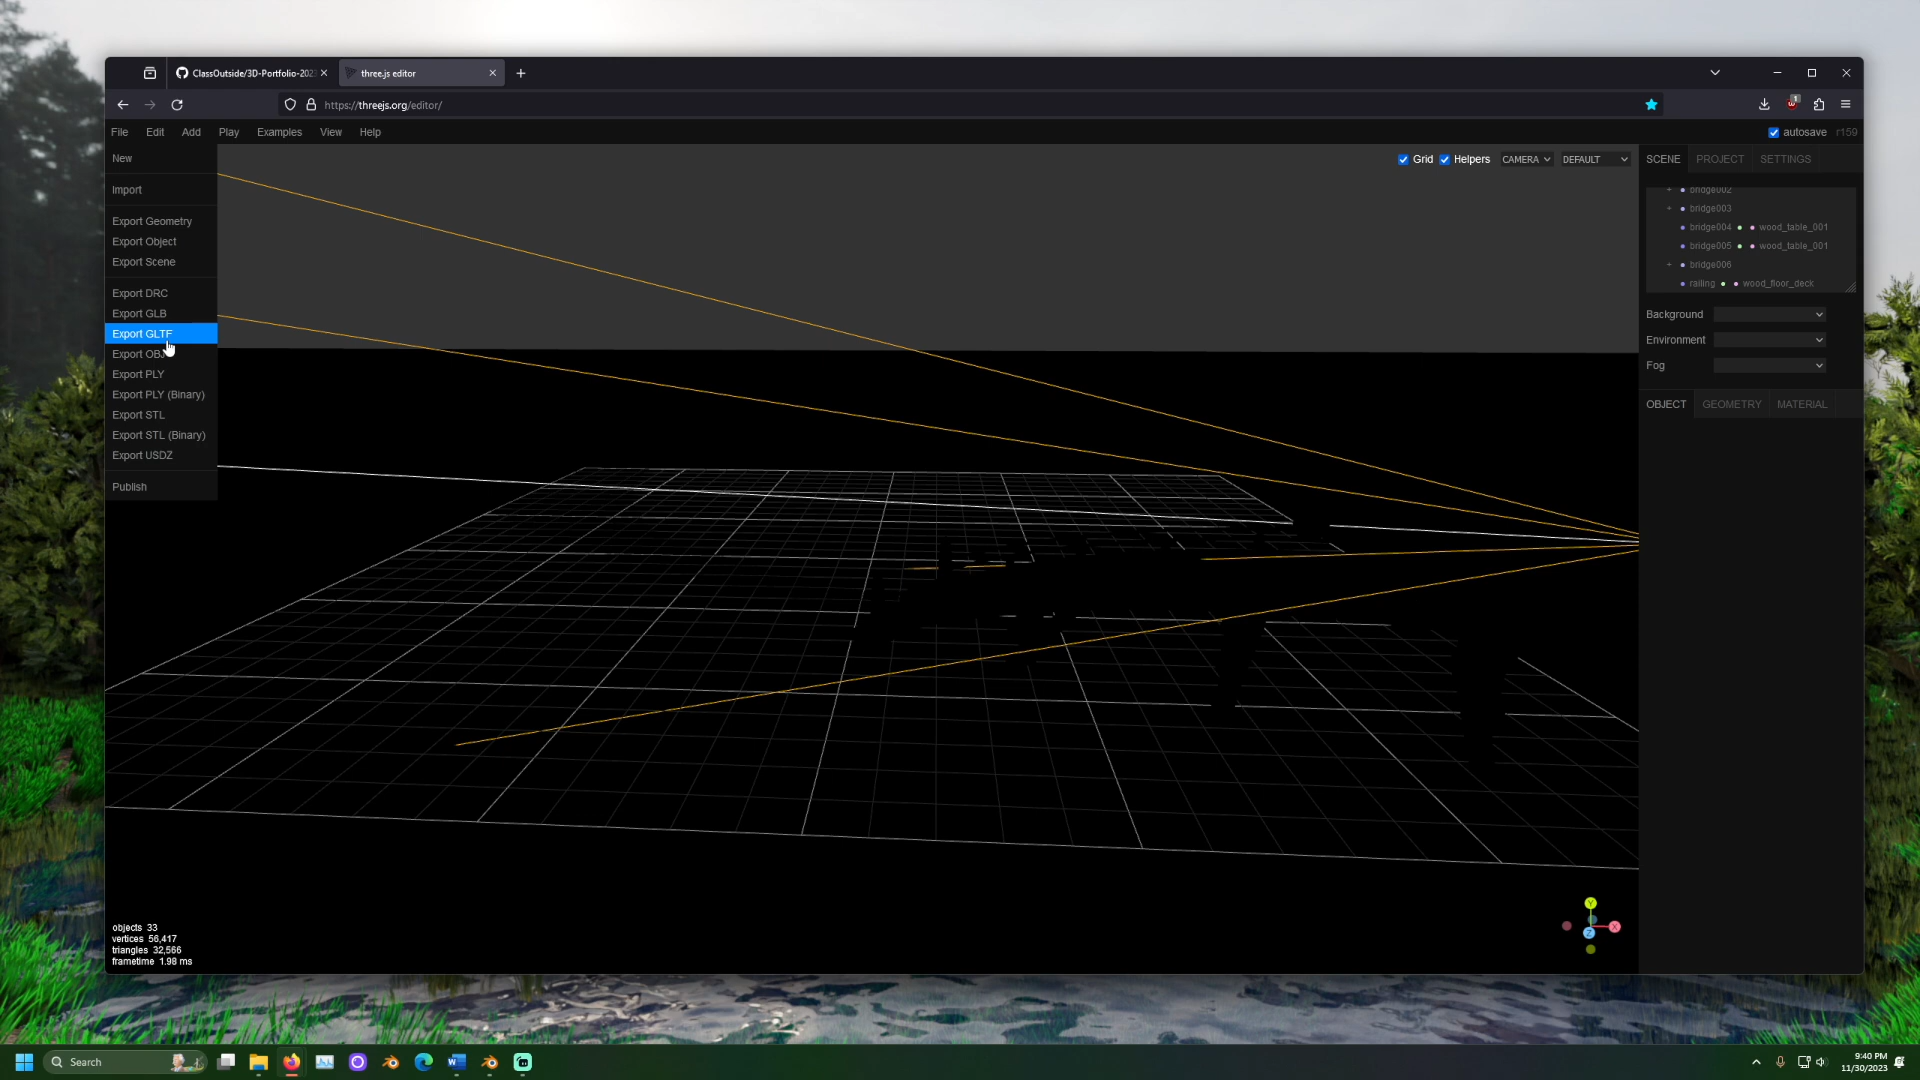 ClassOutside/3D-Portfolio-202
three.js editor
https://threejs.org/editor/
1
File Edit Add Play Examples View Help
autosave r159
New
Import
Export Geometry
Export Object
Export Scene
Export DRC
Export GLB
Export GLTF
Export OBJ
Export PLY
Export PLY (Binary)
Export STL
Export STL (Binary)
Export USDZ
Publish
Grid Helpers CAMERA DEFAULT
SCENE PROJECT SETTINGS
+ bridge002
+ bridge003
bridge004 wood_table_001
bridge005 wood_table_001
+ bridge006
railing wood_floor_deck
Background
Environment
Fog
OBJECT GEOMETRY MATERIAL
Y
X
Z
objects 33
vertices 56,417
triangles 32,566
frametime 1.98 ms
Search
9:40 PM
11/30/2023